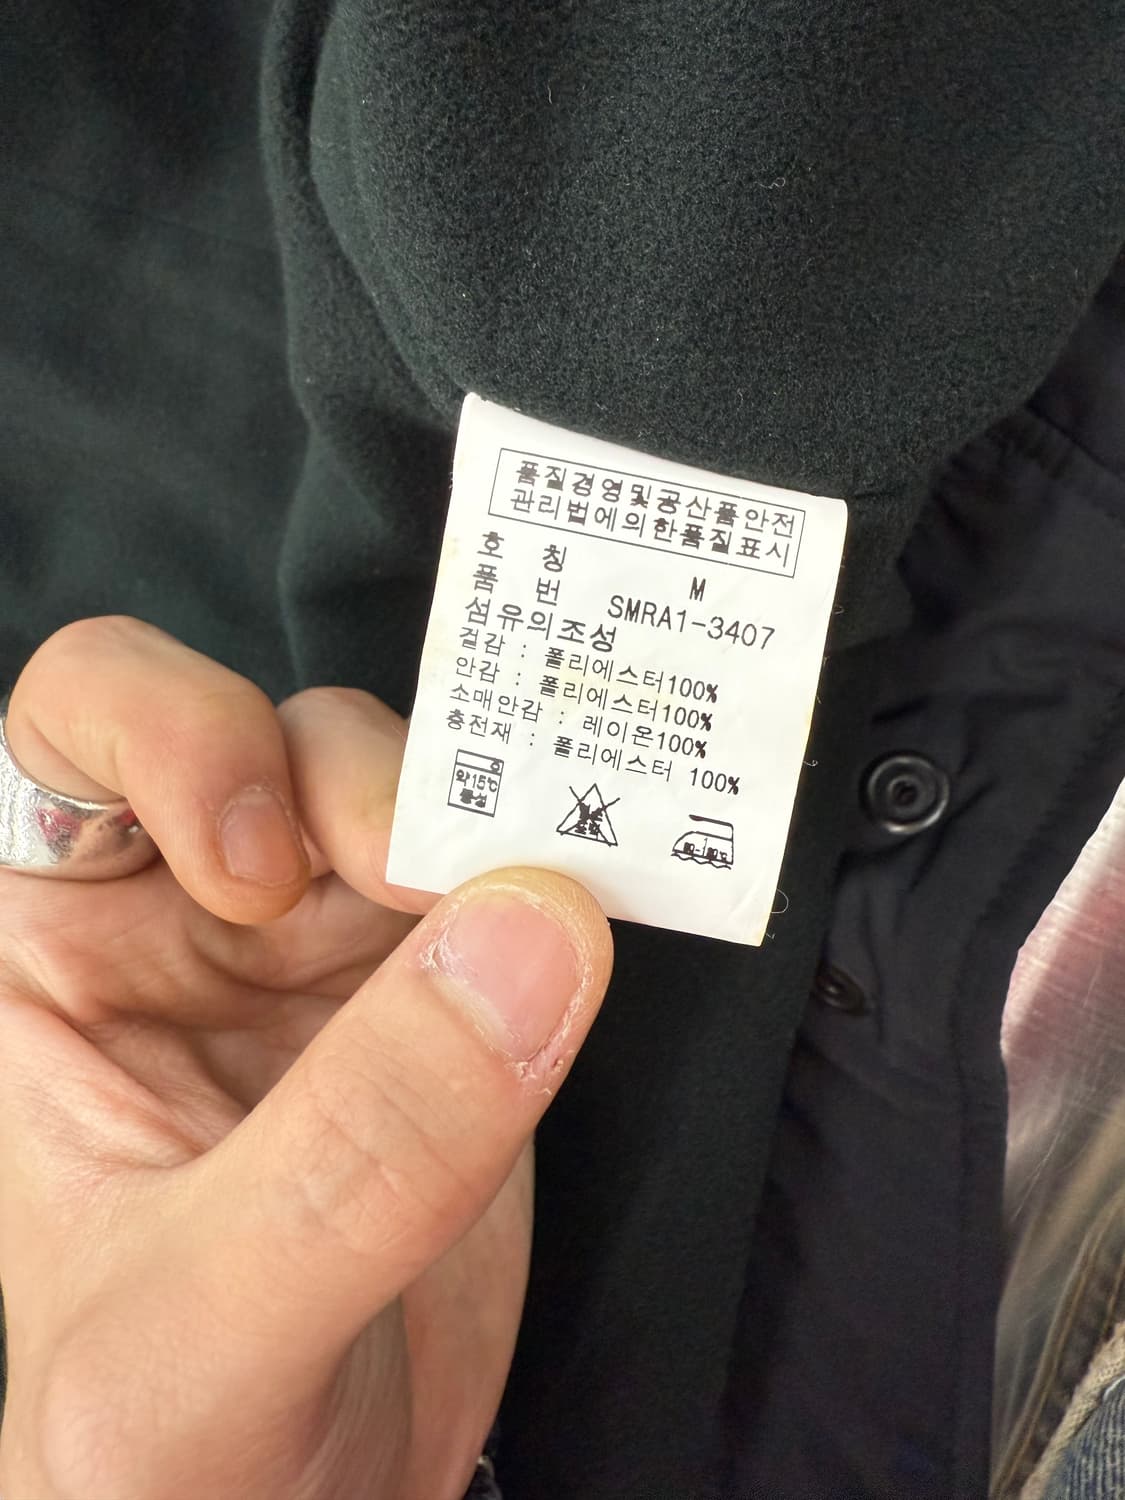 품질경영및공산품안전
관리법에의한품질표시
호 칭 M
품 번 SMRA1-3407
섬유의조성
겉감 : 폴리에스터100%
안감 : 폴리에스터100%
소매안감 : 레이온100%
충전재 : 폴리에스터 100%
약15℃
중성